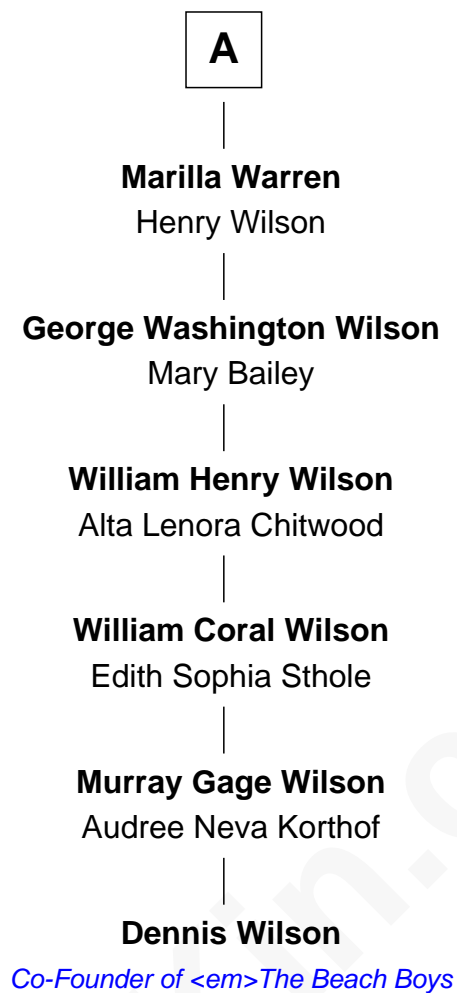 A
Marilla Warren
Henry Wilson
George Washington Wilson
Mary Bailey
William Henry Wilson
Alta Lenora Chitwood
William Coral Wilson
Edith Sophia Sthole
Murray Gage Wilson
Audree Neva Korthof
Dennis Wilson
Co-Founder of <em>The Beach Boys